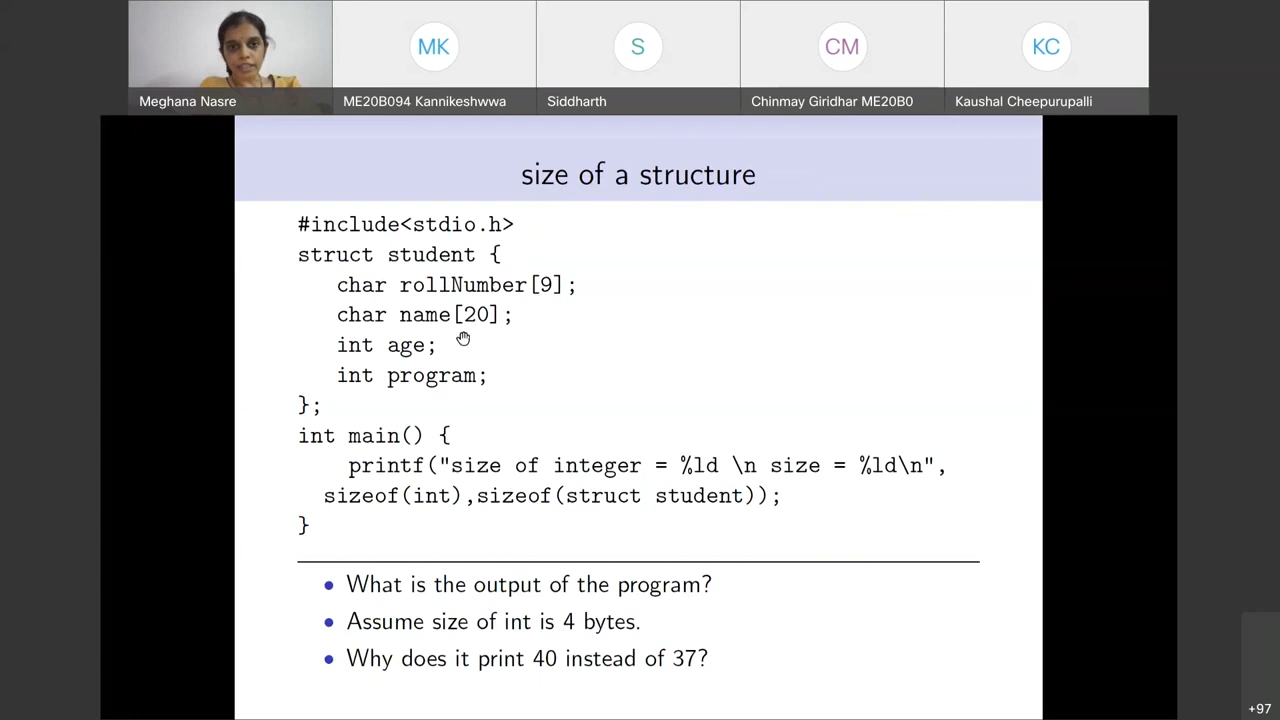 MK
S
CM
KC
Meghana Nasre
ME20B094 Kannikeshwwa
Siddharth
Chinmay Giridhar ME20B0
Kaushal Cheepurupalli
size of a structure
#include<stdio.h>
struct student {
char rollNumber[9];
char name[20];
int age;
int program;
};
int main() {
printf("size of integer = %ld \n size = %ld\n",
sizeof(int),sizeof(struct student));
}
• What is the output of the program?
• Assume size of int is 4 bytes.
• Why does it print 40 instead of 37?
+97